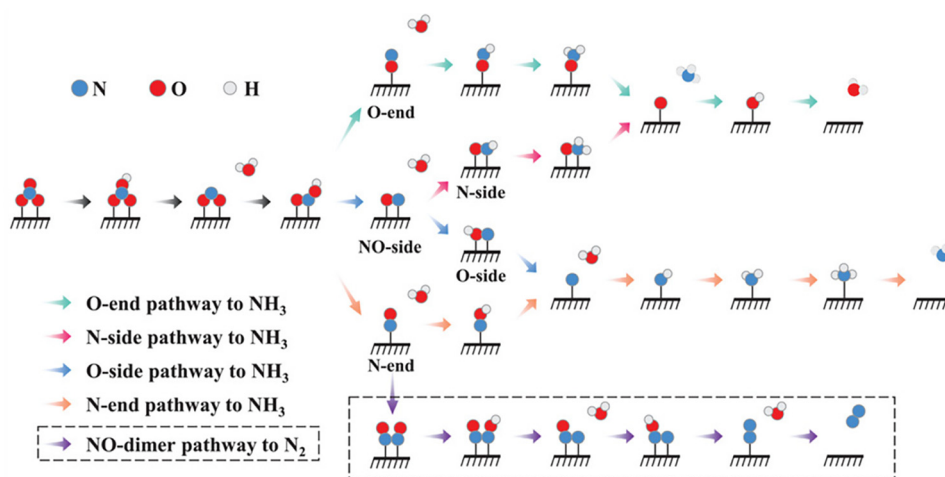 N O H
O-end
N-side
NO-side
O-side
N-end
O-end pathway to NH3
N-side pathway to NH3
O-side pathway to NH3
N-end pathway to NH3
NO-dimer pathway to N2